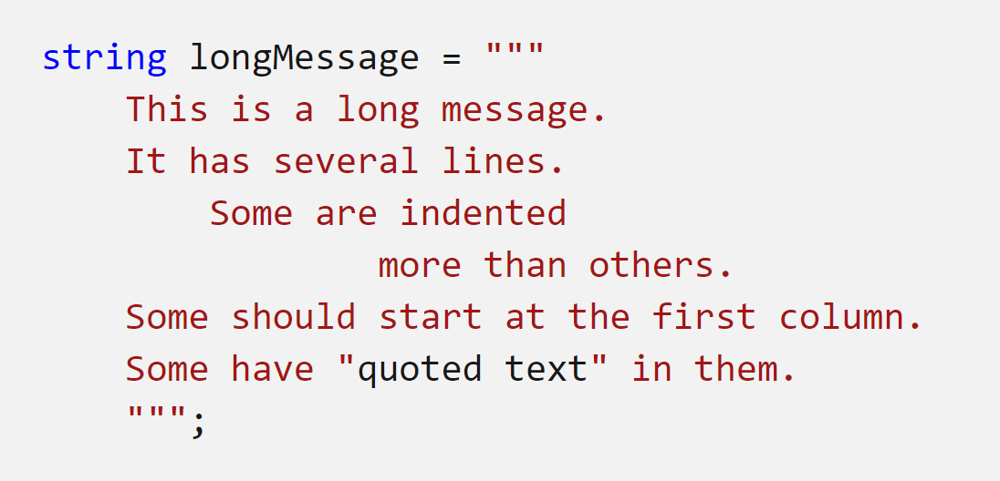 string longMessage = """
    This is a long message.
    It has several lines.
        Some are indented
                more than others.
    Some should start at the first column.
    Some have "quoted text" in them.
    """;